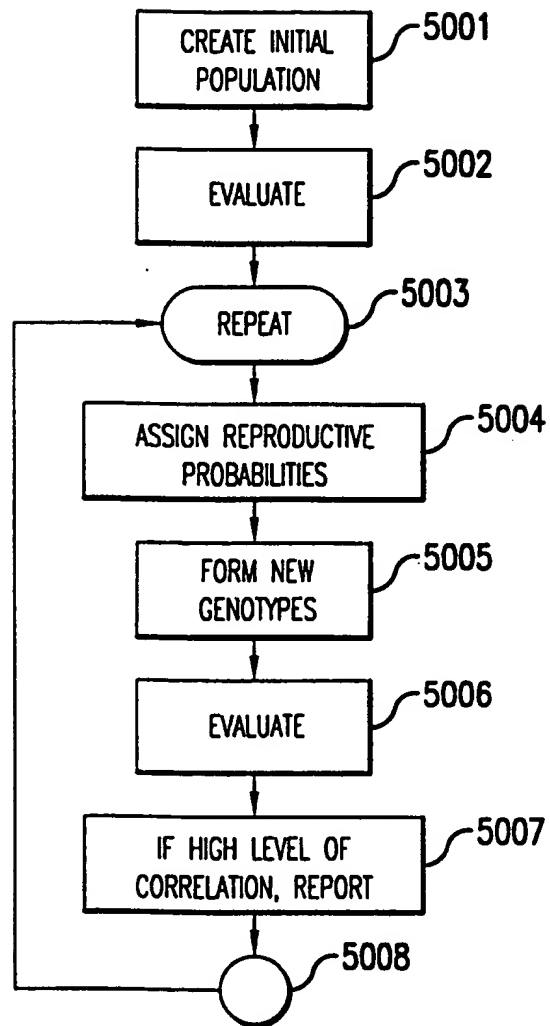 CREATE INITIAL
POPULATION
5001
EVALUATE
5002
REPEAT
5003
ASSIGN REPRODUCTIVE
PROBABILITIES
5004
FORM NEW
GENOTYPES
5005
EVALUATE
5006
IF HIGH LEVEL OF
CORRELATION, REPORT
5007
5008